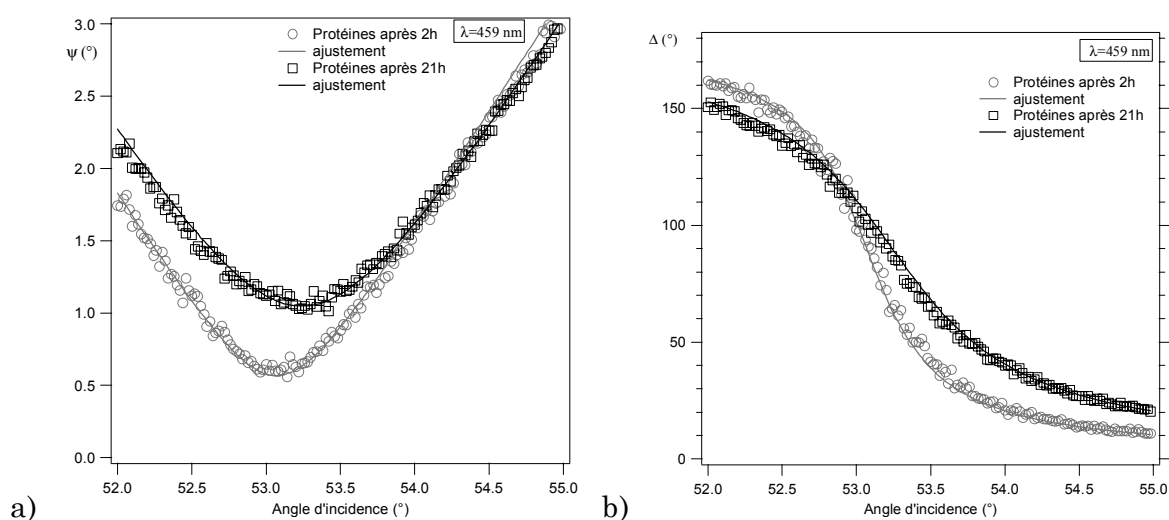 3.0
2.5
2.0
1.5
1.0
0.5
0.0
Ψ (°)
λ=459 nm
Protéines après 2h
ajustement
Protéines après 21h
ajustement
52.0 52.5 53.0 53.5 54.0 54.5 55.0
Angle d'incidence (°)
a)
Δ (°)
150
100
50
0
λ=459 nm
Protéines après 2h
ajustement
Protéines après 21h
ajustement
52.0 52.5 53.0 53.5 54.0 54.5 55.0
Angle d'incidence (°)
b)